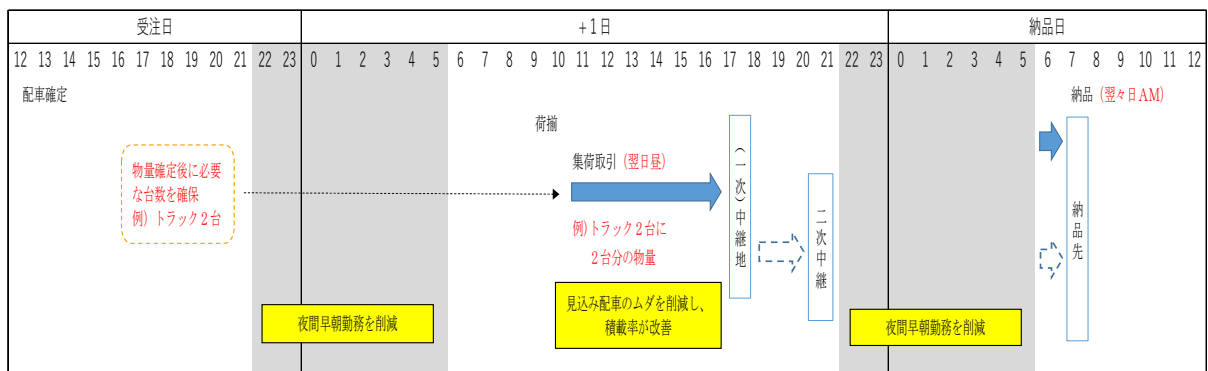 受注日 +1日 納品日
12 13 14 15 16 17 18 19 20 21 22 23 0 1 2 3 4 5 6 7 8 9 10 11 12 13 14 15 16 17 18 19 20 21 22 23 0 1 2 3 4 5 6 7 8 9 10 11 12
配車確定
納品(翌々日AM)
荷揃
物量確定後に必要
な台数を確保
例)トラック2台
集荷取引(翌日昼)
例)トラック2台に
2台分の物量
(一次)中継地
二次中継
納品先
夜間早朝勤務を削減
見込み配車のムダを削減し、
積載率が改善
夜間早朝勤務を削減